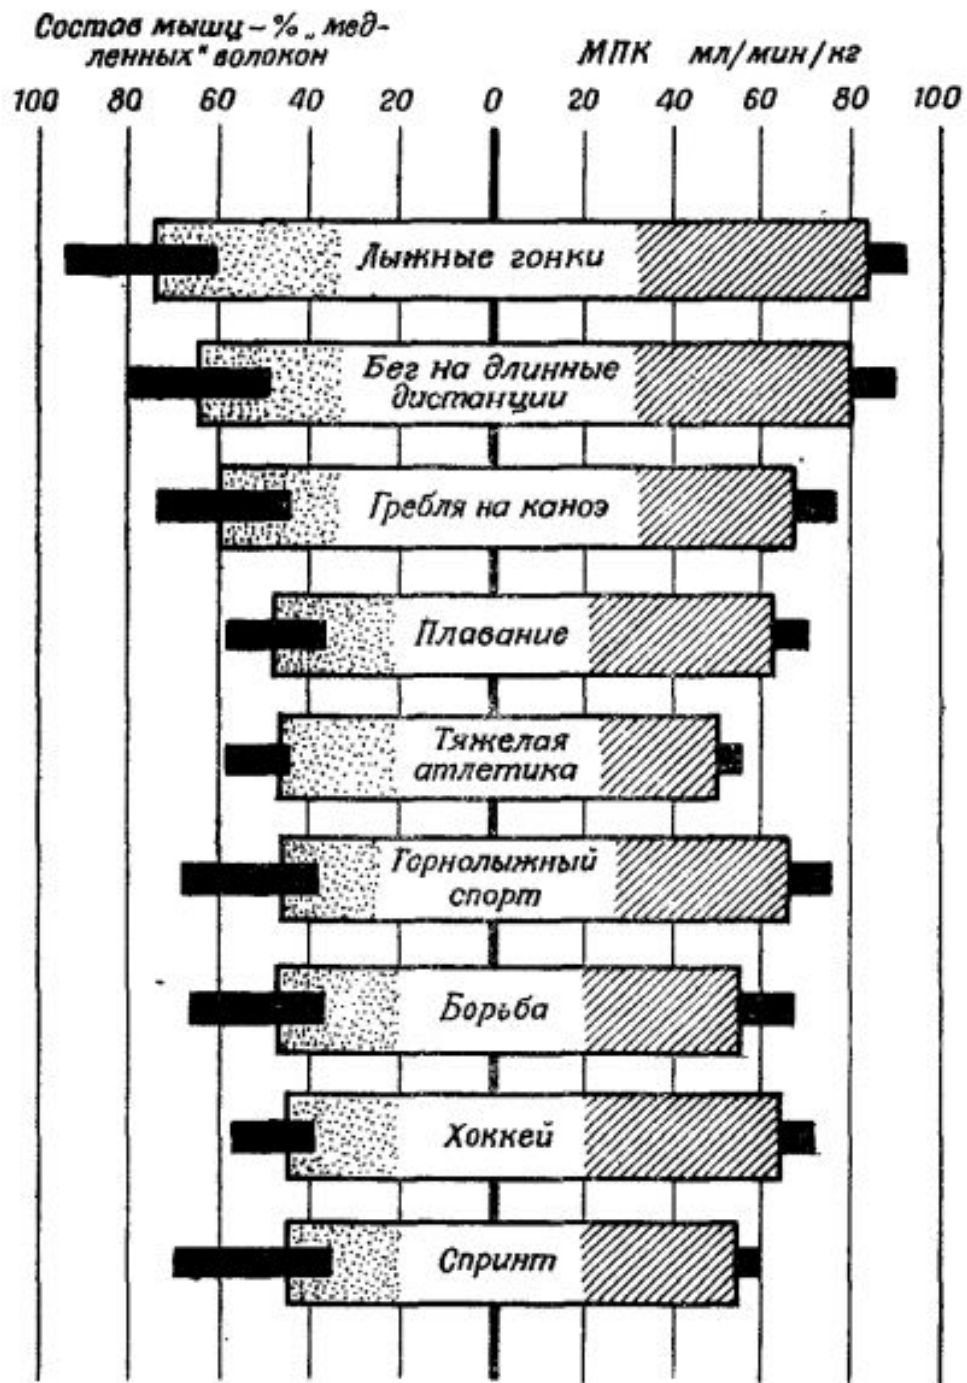 Состав мышц – % „мед-
ленных" волокон
МПК мл/мин/кг
100 80 60 40 20 0 20 40 60 80 100
Лыжные гонки
Бег на длинные
дистанции
Гребля на каноэ
Плавание
Тяжелая
атлетика
Горнолыжный
спорт
Борьба
Хоккей
Спринт